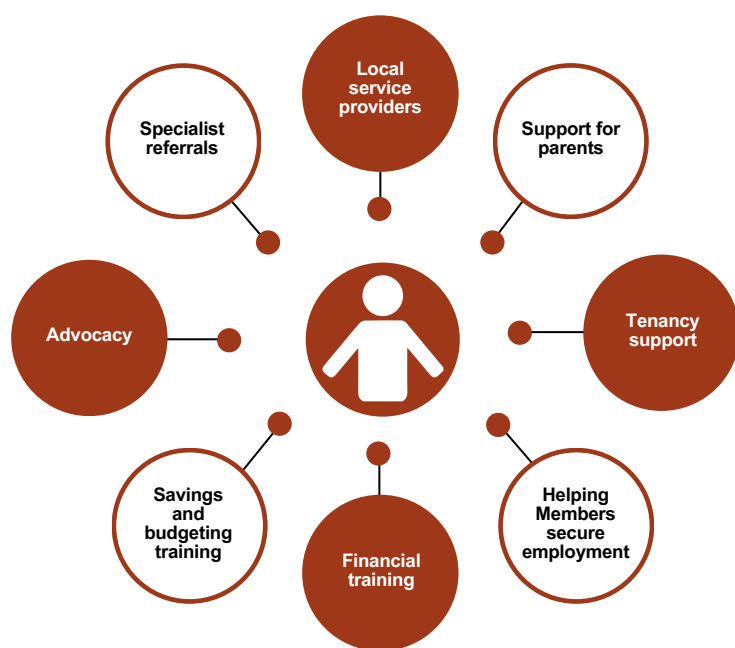 Local
service
providers
Specialist
referrals
Support for
parents
Advocacy
Tenancy
support
Savings
and
budgeting
training
Helping
Members
secure
employment
Financial
training